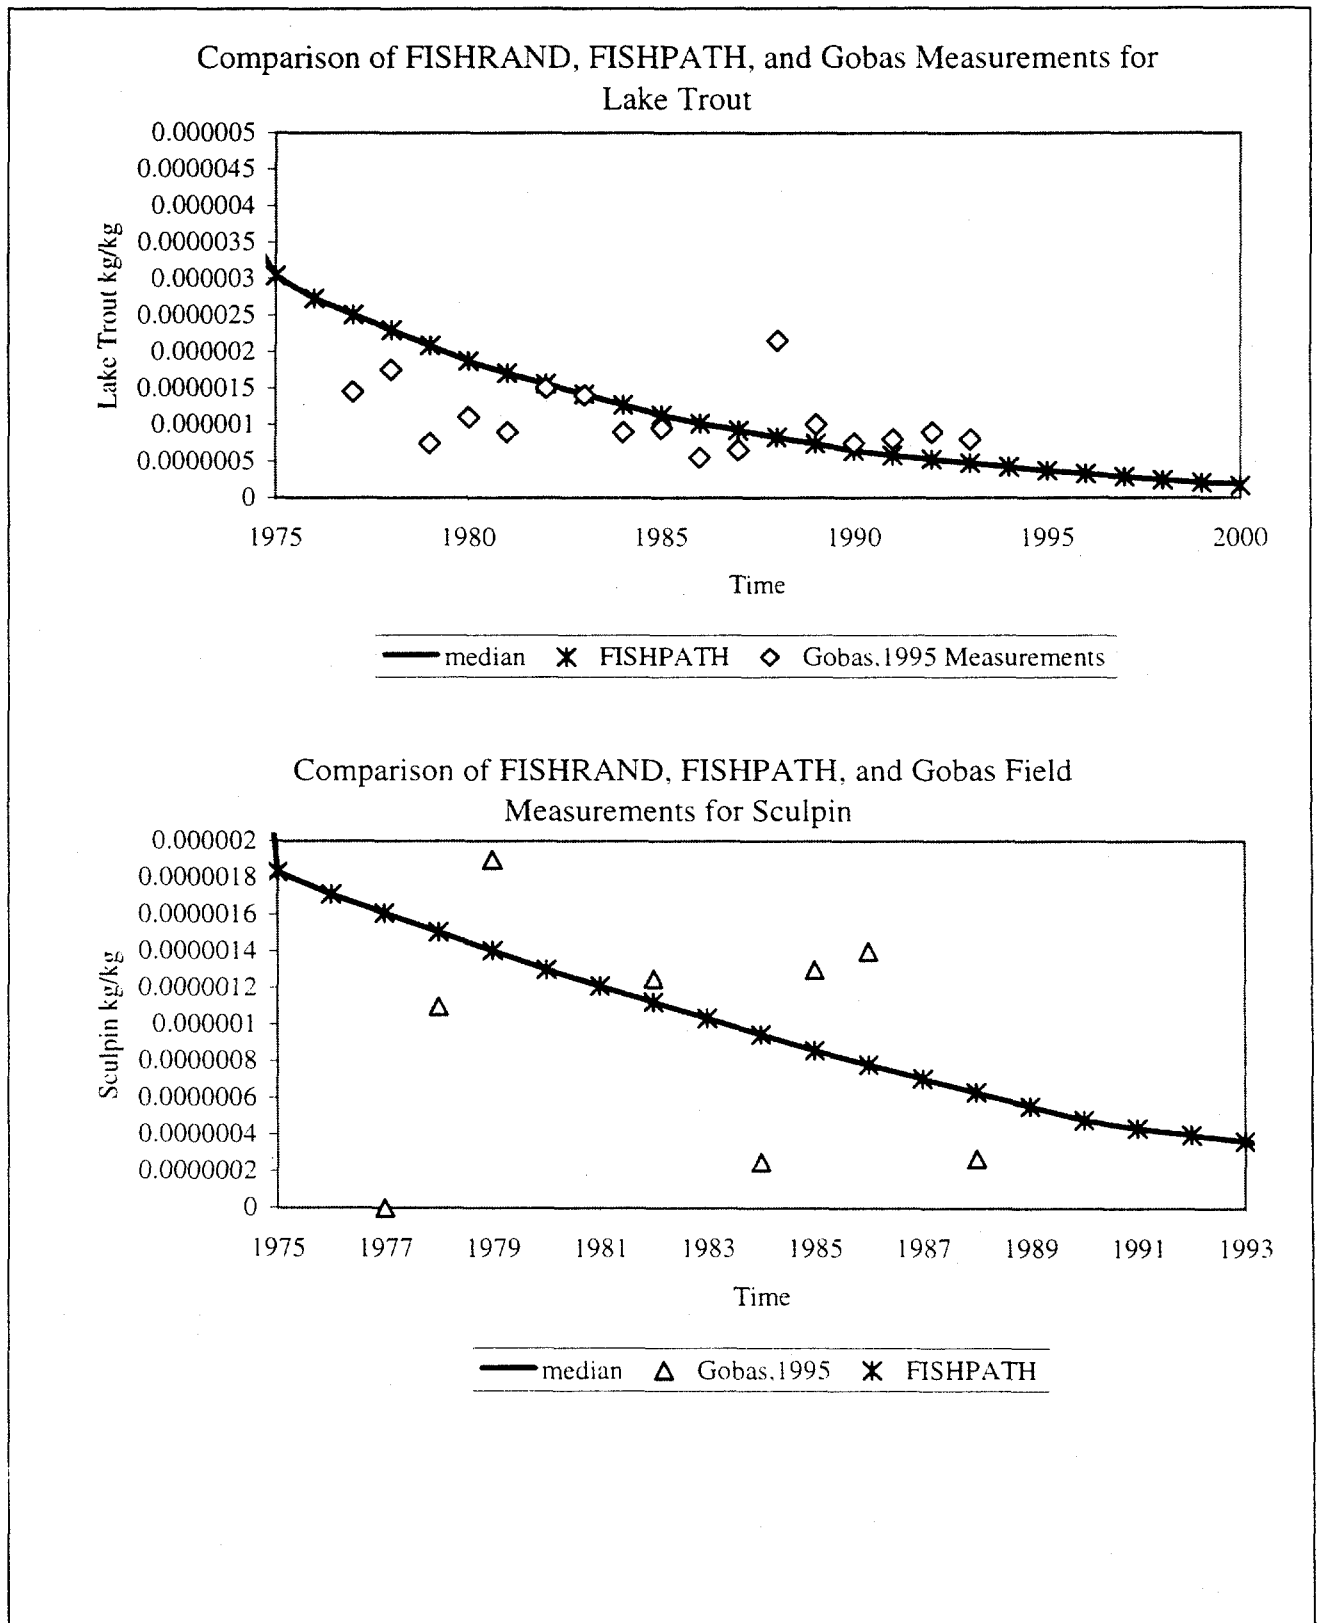 Comparison of FISHRAND, FISHPATH, and Gobas Measurements for
Lake Trout
0.000005
0.0000045
0.000004
0.0000035
0.000003
0.0000025
0.000002
0.0000015
0.000001
0.0000005
0
Lake Trout kg/kg
1975 1980 1985 1990 1995 2000
Time
median FISHPATH Gobas,1995 Measurements
Comparison of FISHRAND, FISHPATH, and Gobas Field
Measurements for Sculpin
0.000002
0.0000018
0.0000016
0.0000014
0.0000012
0.000001
0.0000008
0.0000006
0.0000004
0.0000002
0
Sculpin kg/kg
1975 1977 1979 1981 1983 1985 1987 1989 1991 1993
Time
median Gobas,1995 FISHPATH